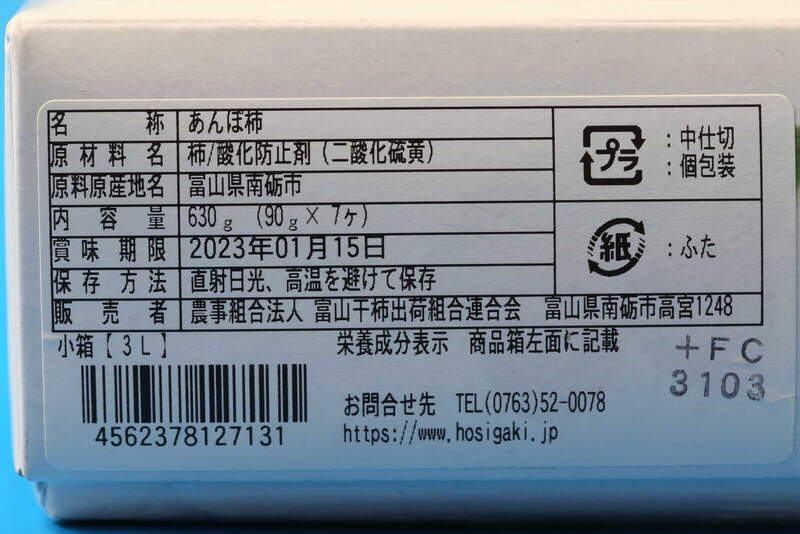 名称 あんぽ柿
原材料名 柿/酸化防止剤（二酸化硫黄）
原料原産地名 富山県南砺市
内容量 630g （90g× 7ヶ）
賞味期限 2023年01月15日
保存方法 直射日光、高温を避けて保存
販売者 農事組合法人 富山干柿出荷組合連合会 富山県南砺市高宮1248
プラ ：中仕切
：個包装
紙 ：ふた
小箱【3L】 栄養成分表示 商品箱左面に記載
+FC
3103
4562378127131
お問合せ先 TEL(0763)52-0078
https://www.hosigaki.jp